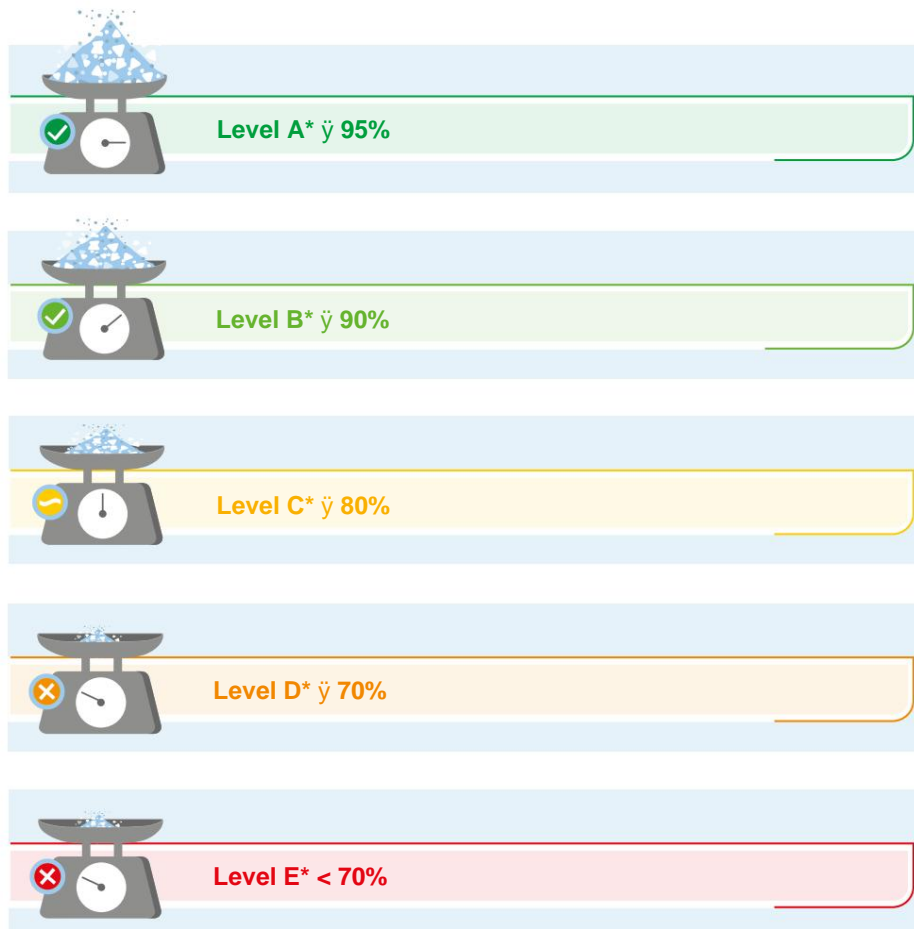 Level A* ÿ 95%
Level B* ÿ 90%
Level C* ÿ 80%
Level D* ÿ 70%
Level E* < 70%